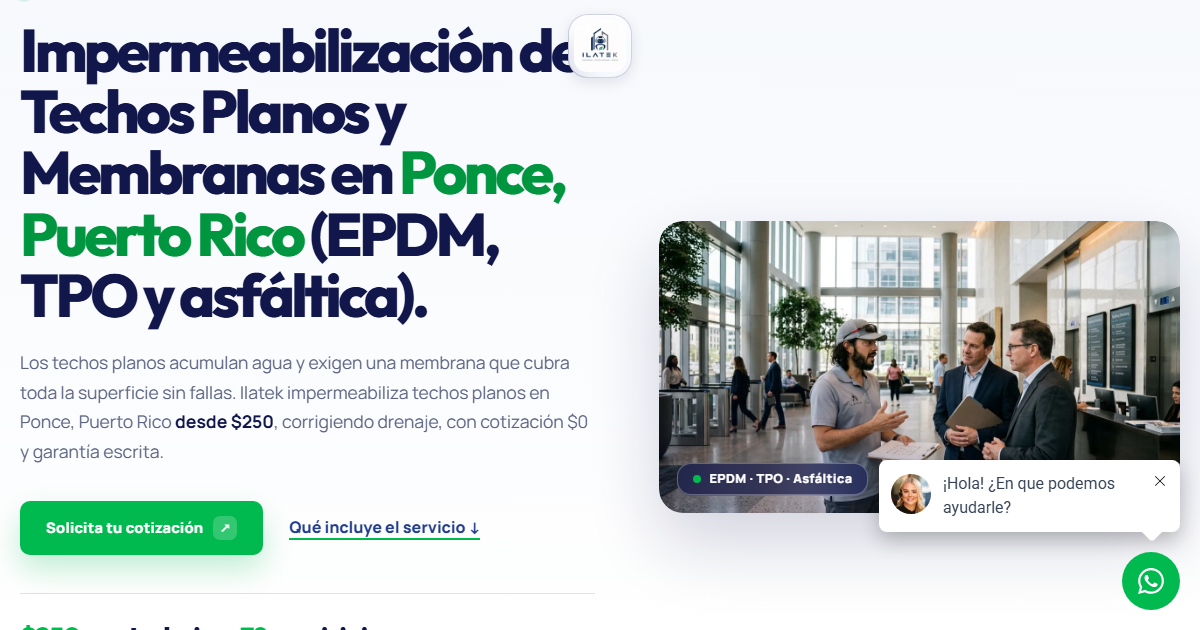 Impermeabilización de
Techos Planos y
Membranas en Ponce,
Puerto Rico (EPDM,
TPO y asfáltica).
ILATEK
Los techos planos acumulan agua y exigen una membrana que cubra
toda la superficie sin fallas. Ilatek impermeabiliza techos planos en
Ponce, Puerto Rico desde $250, corrigiendo drenaje, con cotización $0
y garantía escrita.
Solicita tu cotización ↗
Qué incluye el servicio ↓
EPDM · TPO · Asfáltica
¡Hola! ¿En que podemos
ayudarle?